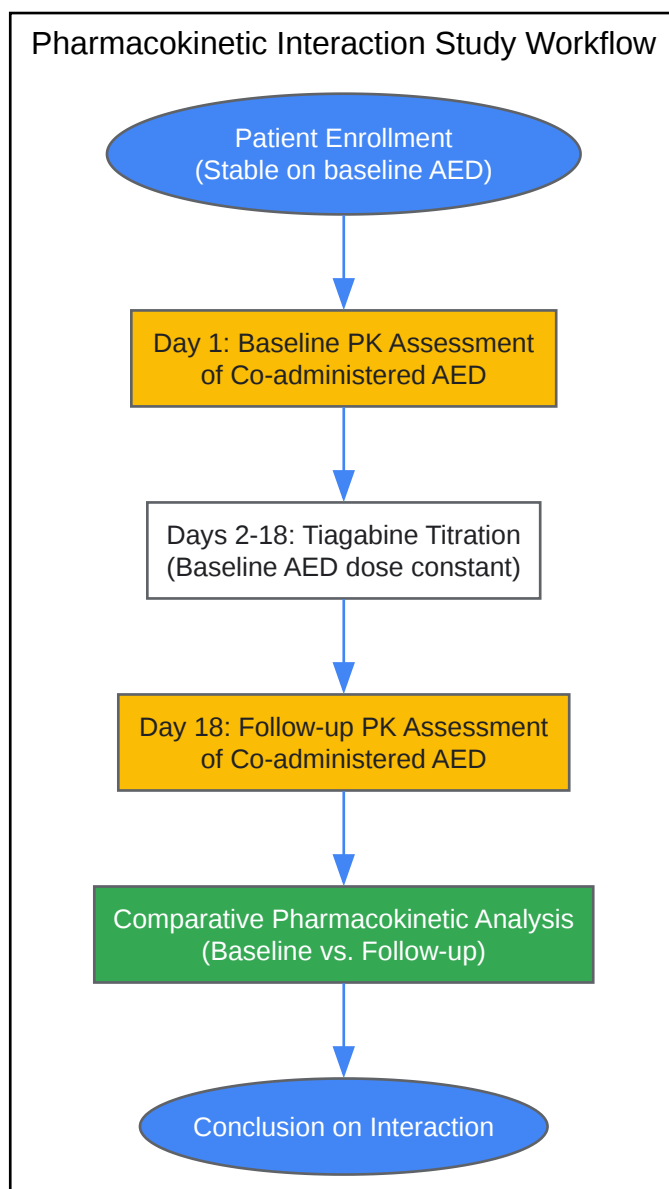 Pharmacokinetic Interaction Study Workflow
Patient Enrollment
(Stable on baseline AED)
Day 1: Baseline PK Assessment
of Co-administered AED
Days 2-18: Tiagabine Titration
(Baseline AED dose constant)
Day 18: Follow-up PK Assessment
of Co-administered AED
Comparative Pharmacokinetic Analysis
(Baseline vs. Follow-up)
Conclusion on Interaction